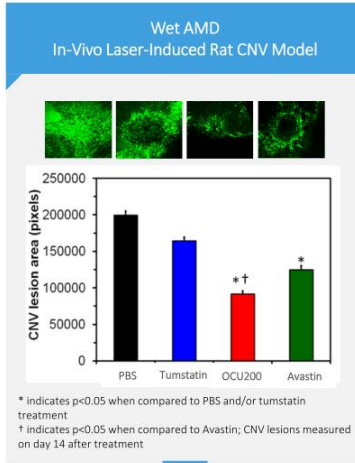 Wet AMD
In-Vivo Laser-Induced Rat CNV Model
CNV lesion area (pixels)
250000
200000
150000
100000
50000
0
*†
*
PBS
Tumstatin
OCU200
Avastin
* indicates p<0.05 when compared to PBS and/or tumstatin
treatment
† indicates p<0.05 when compared to Avastin; CNV lesions measured
on day 14 after treatment